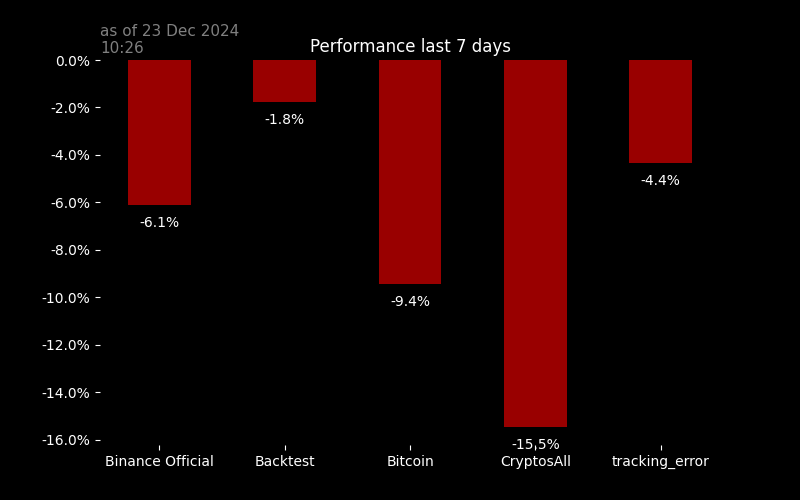 as of 23 Dec 2024
10:26
Performance last 7 days
0.0%
-2.0%
-4.0%
-6.0%
-8.0%
-10.0%
-12.0%
-14.0%
-16.0%
-6.1%
-1.8%
-9.4%
-15.5%
-4.4%
Binance Official
Backtest
Bitcoin
CryptosAll
tracking_error